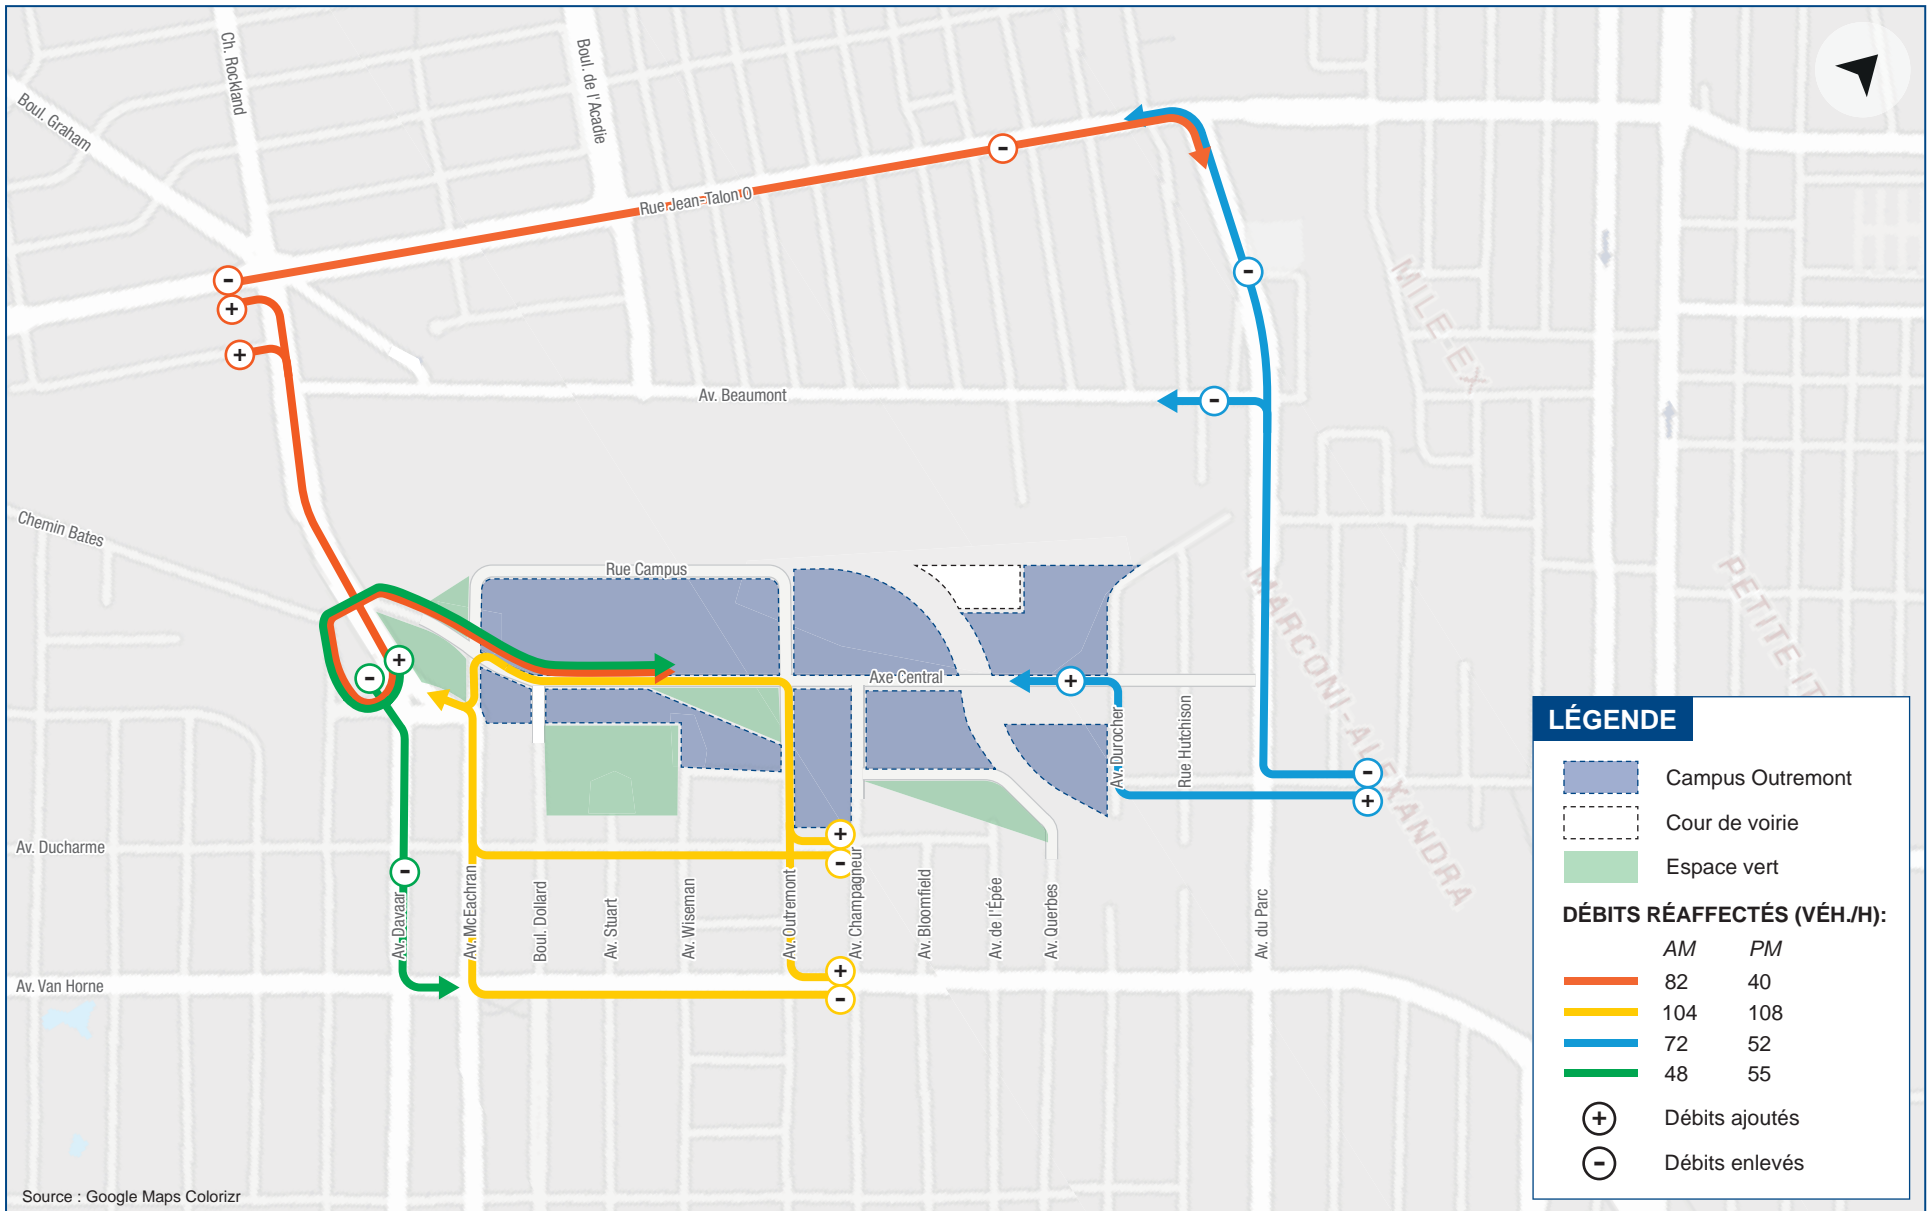 Ch. Rockland
Boul. de l'Acadie
Boul. Graham
Rue Jean-Talon O
MILE-EX
Av. Beaumont
Chemin Bates
Rue Campus
MARCONI-ALEXANDRA
PETITE IT
Axe Central
Av. Durocher
Rue Hutchison
Av. Ducharme
Av. Davaar
Av. McEachran
Boul. Dollard
Av. Stuart
Av. Wiseman
Av. Outremont
Av. Champagneur
Av. Bloomfield
Av. de l'Épée
Av. Querbes
Av. du Parc
Av. Van Horne
LÉGENDE
Campus Outremont
Cour de voirie
Espace vert
DÉBITS RÉAFFECTÉS (VÉH./H):
AM PM
82 40
104 108
72 52
48 55
+ Débits ajoutés
- Débits enlevés
Source : Google Maps Colorizr